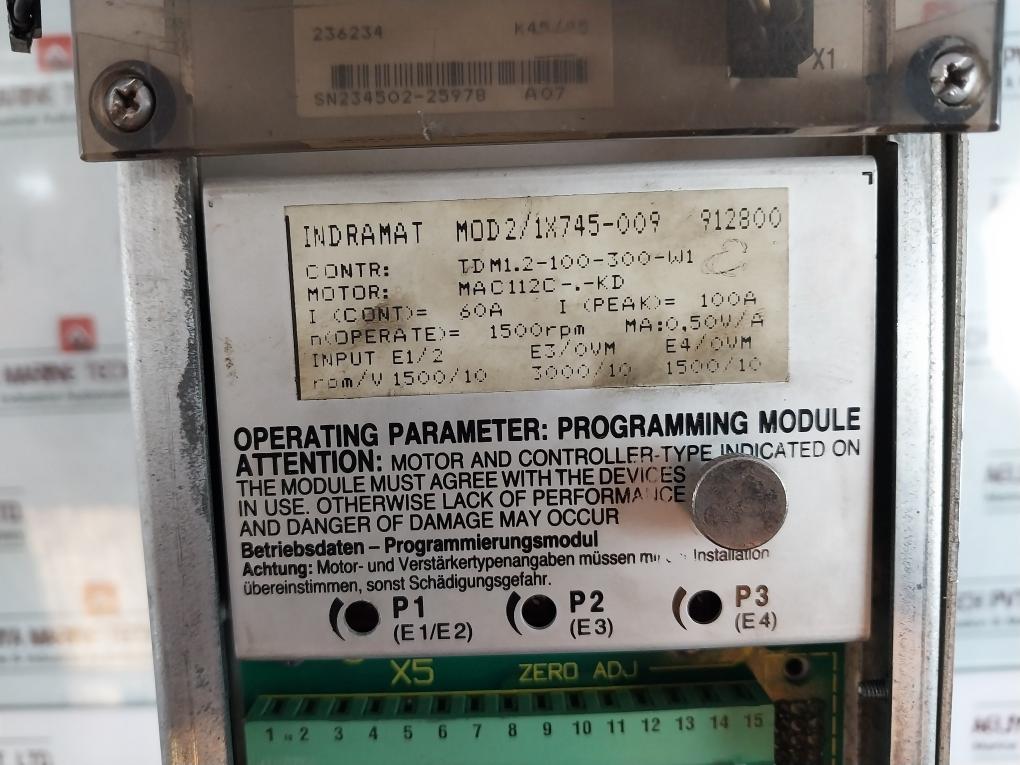 236234 K45/95
X1
SN234502-25978 A07
INDRAMAT MOD2/1X745-009 912800
CONTR: TDM1.2-100-300-W1 2
MOTOR: MAC112C-.-KD
I (CONT)= 60A I (PEAK)= 100A
n(OPERATE)= 1500rpm MA:0.50V/A
INPUT E1/2 E3/0VM E4/0VM
rpm/V 1500/10 3000/10 1500/10
OPERATING PARAMETER: PROGRAMMING MODULE
ATTENTION: MOTOR AND CONTROLLER-TYPE INDICATED ON
THE MODULE MUST AGREE WITH THE DEVICES
IN USE. OTHERWISE LACK OF PERFORMANCE
AND DANGER OF DAMAGE MAY OCCUR
Betriebsdaten – Programmierungsmodul
Achtung: Motor- und Verstärkertypenangaben müssen Installation
übereinstimmen, sonst Schädigungsgefahr.
P1 P2 P3
(E1/E2) (E3) (E4)
X5 ZERO ADJ
1 2 3 4 5 6 7 8 9 10 11 12 13 14 15